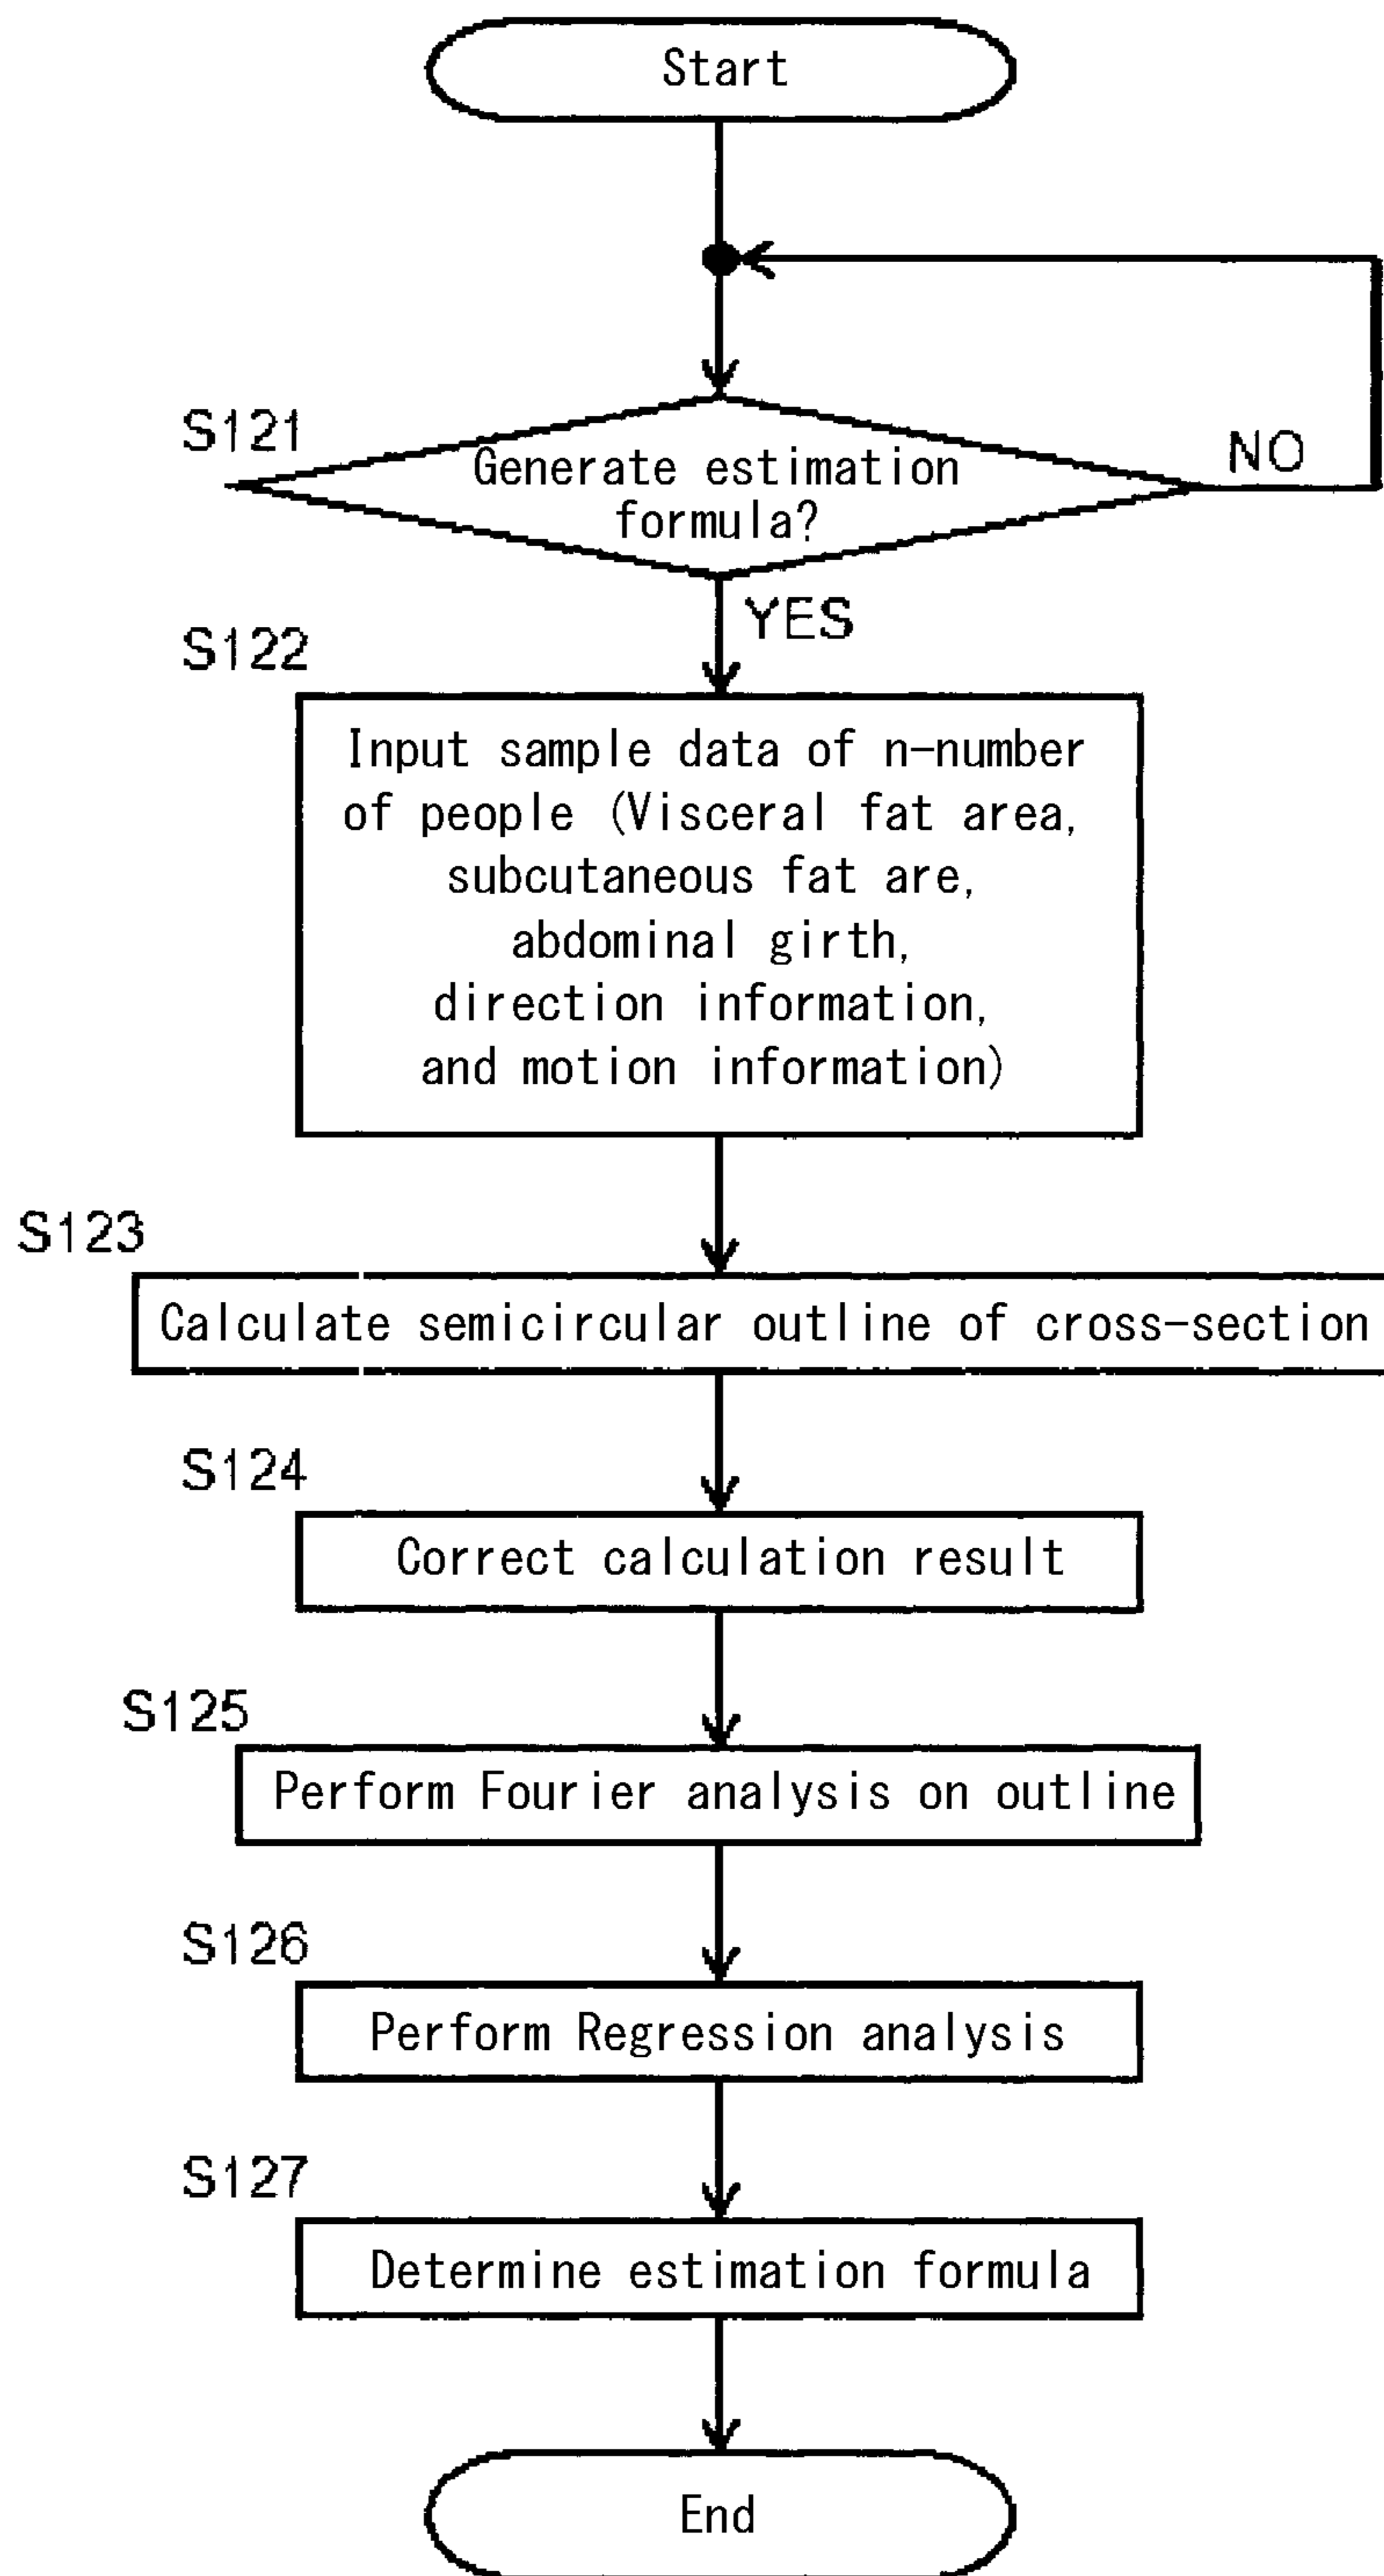 Start
S121
Generate estimation
formula?
NO
YES
S122
Input sample data of n-number
of people (Visceral fat area,
subcutaneous fat are,
abdominal girth,
direction information,
and motion information)
S123
Calculate semicircular outline of cross-section
S124
Correct calculation result
S125
Perform Fourier analysis on outline
S126
Perform Regression analysis
S127
Determine estimation formula
End